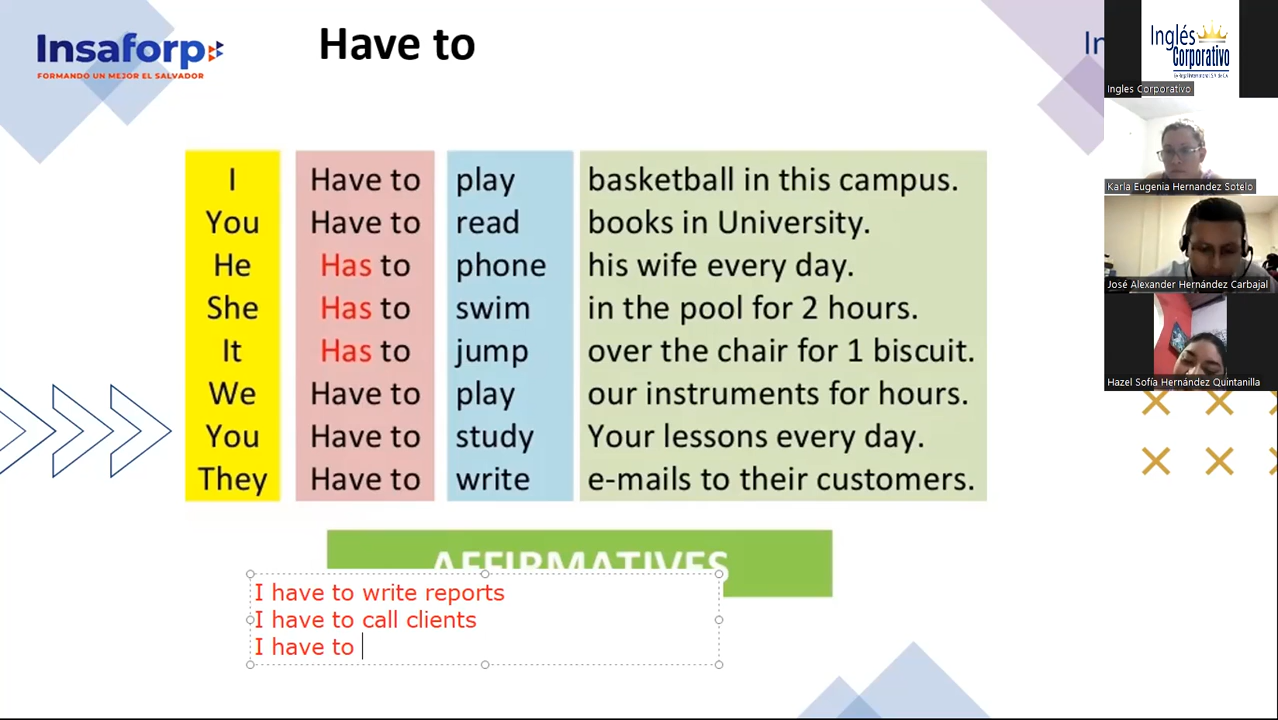 Insaforp
FORMANDO UN MEJOR EL SALVADOR
Have to
In
Inglés
Corporativo
Ingles Corporativo
Karla Eugenia Hernandez Sotelo
José Alexander Hernández Carbajal
Hazel Sofía Hernández Quintanilla
I Have to play basketball in this campus.
You Have to read books in University.
He Has to phone his wife every day.
She Has to swim in the pool for 2 hours.
It Has to jump over the chair for 1 biscuit.
We Have to play our instruments for hours.
You Have to study Your lessons every day.
They Have to write e-mails to their customers.
AFFIRMATIVES
I have to write reports
I have to call clients
I have to